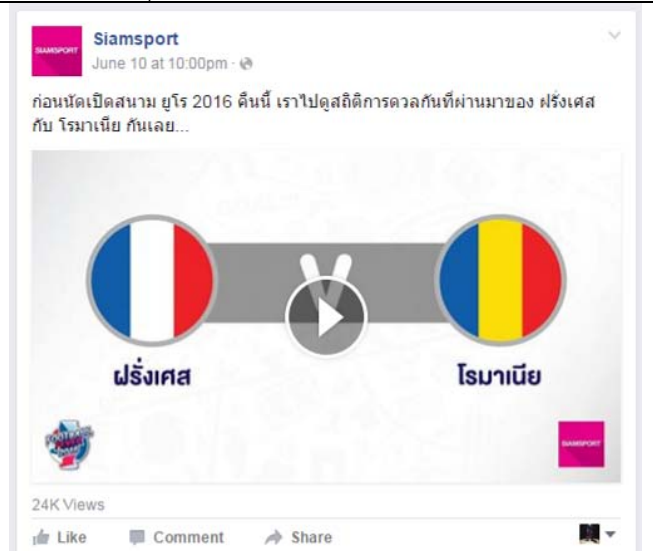 SIAMSPORT
Siamsport
June 10 at 10:00pm
ก่อนนัดเปิดสนาม ยูโร 2016 คืนนี้ เราไปดูสถิติการดวลกันที่ผ่านมาของ ฝรั่งเศส
กับ โรมาเนีย กันเลย...
V
ฝรั่งเศส
โรมาเนีย
SIAMSPORT
24K Views
Like
Comment
Share